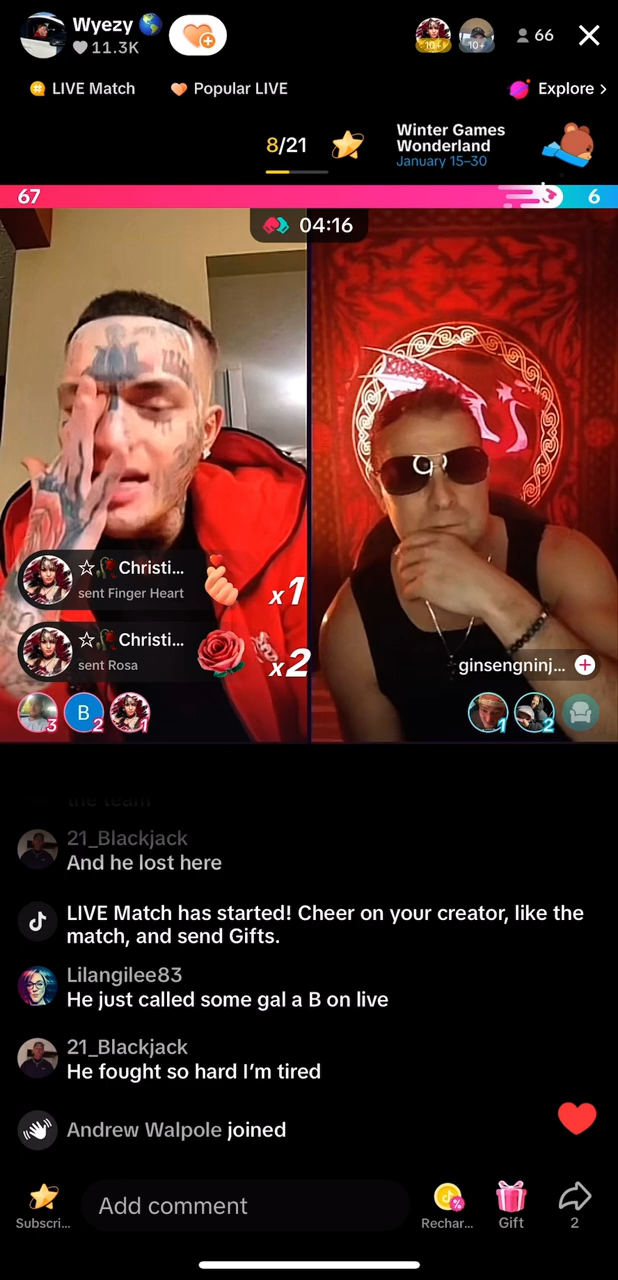 Wyezy 🌎
11.3K
10+
10+
66
LIVE Match
Popular LIVE
Explore >
8/21
Winter Games
Wonderland
January 15–30
67
6
04:16
☆🥀Christi...
sent Finger Heart
x1
☆🥀Christi...
sent Rosa
x2
ginsengninj...
3
B
2
1
1
2
the team
21_Blackjack
And he lost here
LIVE Match has started! Cheer on your creator, like the
match, and send Gifts.
Lilangilee83
He just called some gal a B on live
21_Blackjack
He fought so hard I’m tired
Andrew Walpole joined
Add comment
Subscri...
Rechar...
Gift
2